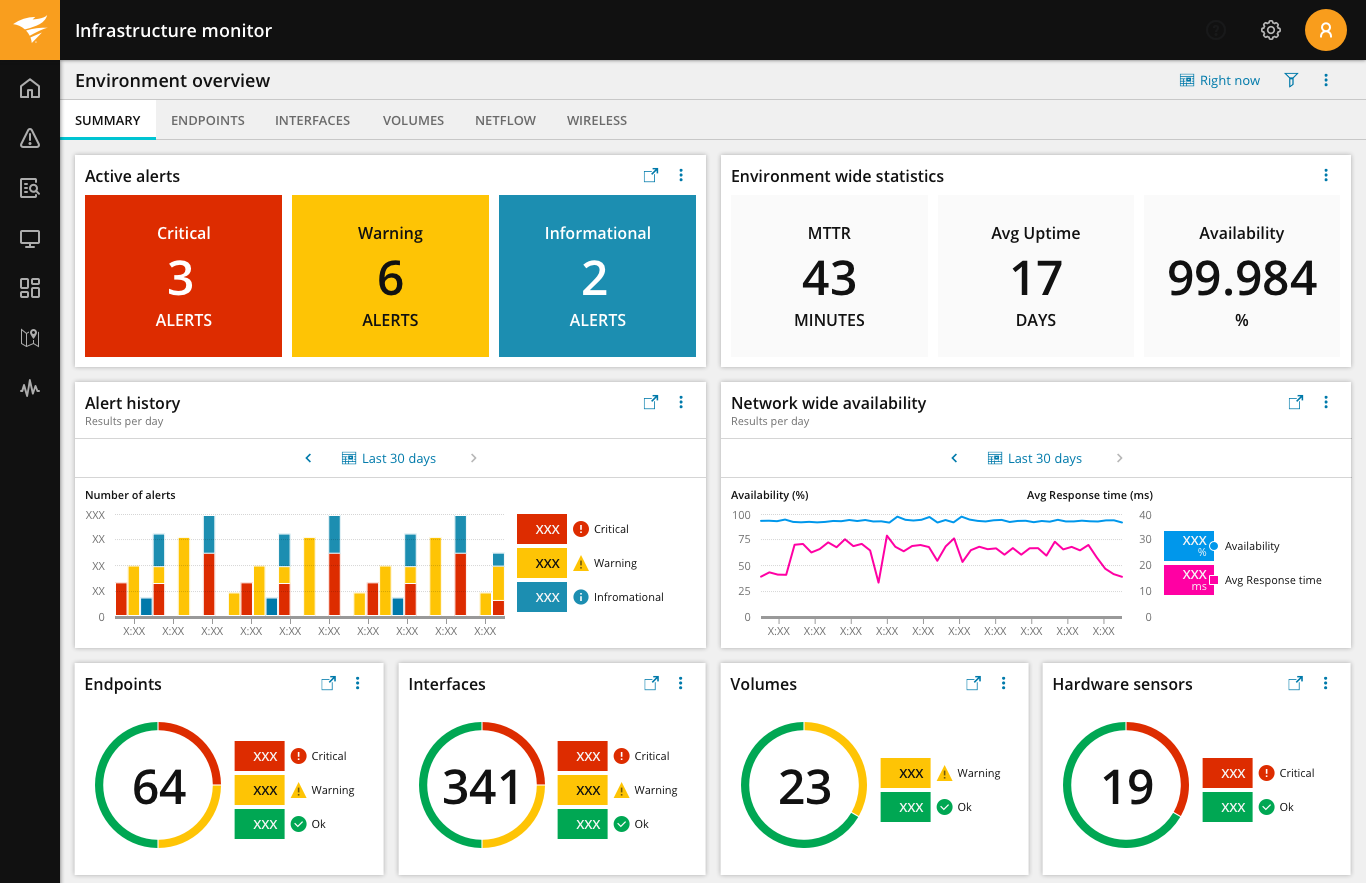 Infrastructure monitor
Environment overview
Right now
SUMMARY ENDPOINTS INTERFACES VOLUMES NETFLOW WIRELESS
Active alerts
Critical
3
ALERTS
Warning
6
ALERTS
Informational
2
ALERTS
Environment wide statistics
MTTR
43
MINUTES
Avg Uptime
17
DAYS
Availability
99.984
%
Alert history
Results per day
Last 30 days
Number of alerts
XXX
XX
XX
XX
0
X:XX X:XX X:XX X:XX X:XX X:XX X:XX X:XX X:XX X:XX
XXX Critical
XXX Warning
XXX Infromational
Network wide availability
Results per day
Last 30 days
Availability (%) Avg Response time (ms)
100
75
50
25
0
40
30
20
10
0
X:XX X:XX X:XX X:XX X:XX X:XX X:XX X:XX X:XX X:XX
XXX
% Availability
XXX
ms Avg Response time
Endpoints
64
XXX Critical
XXX Warning
XXX Ok
Interfaces
341
XXX Critical
XXX Warning
XXX Ok
Volumes
23
XXX Warning
XXX Ok
Hardware sensors
19
XXX Critical
XXX Ok